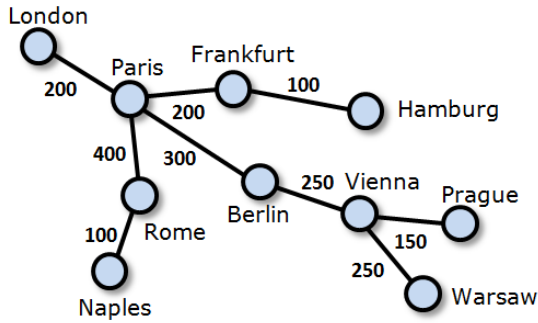 London
Paris
Frankfurt
200
200
100
Hamburg
400
300
250
Vienna
Prague
Berlin
100
Rome
150
250
Naples
Warsaw